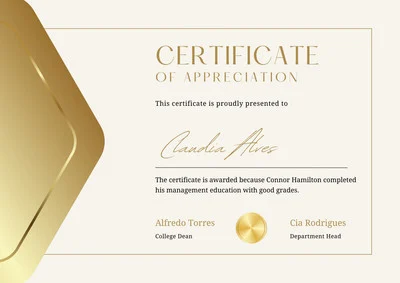 CERTIFICATE
OF APPRECIATION
This certificate is proudly presented to
Claudia Alves
The certificate is awarded because Connor Hamilton completed
his management education with good grades.
Alfredo Torres
Cia Rodrigues
College Dean
Department Head